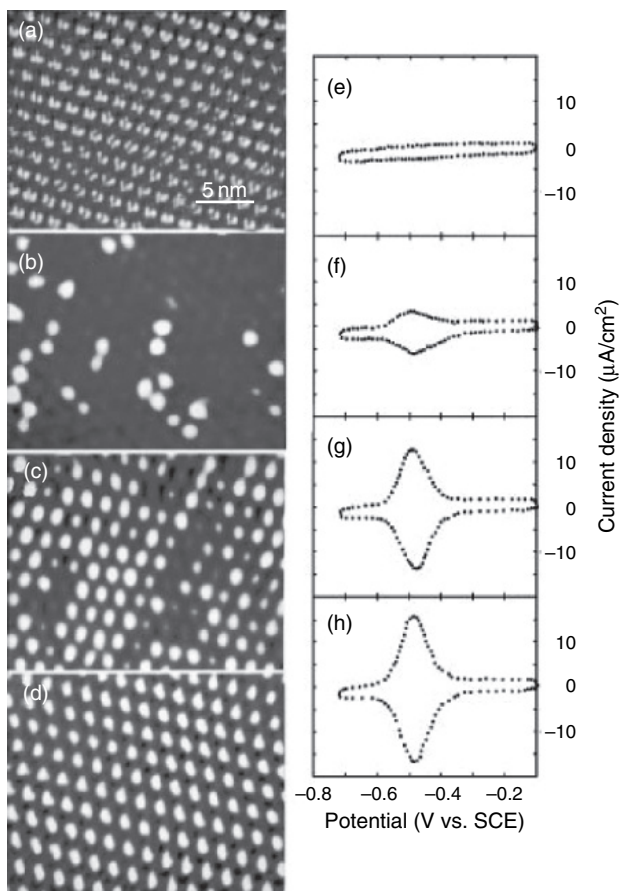 (a)
5 nm
(b)
(c)
(d)
(e)
10
0
–10
(f)
10
0
–10
(g)
10
0
–10
(h)
10
0
–10
Current density (μA/cm²)
–0.8 –0.6 –0.4 –0.2
Potential (V vs. SCE)